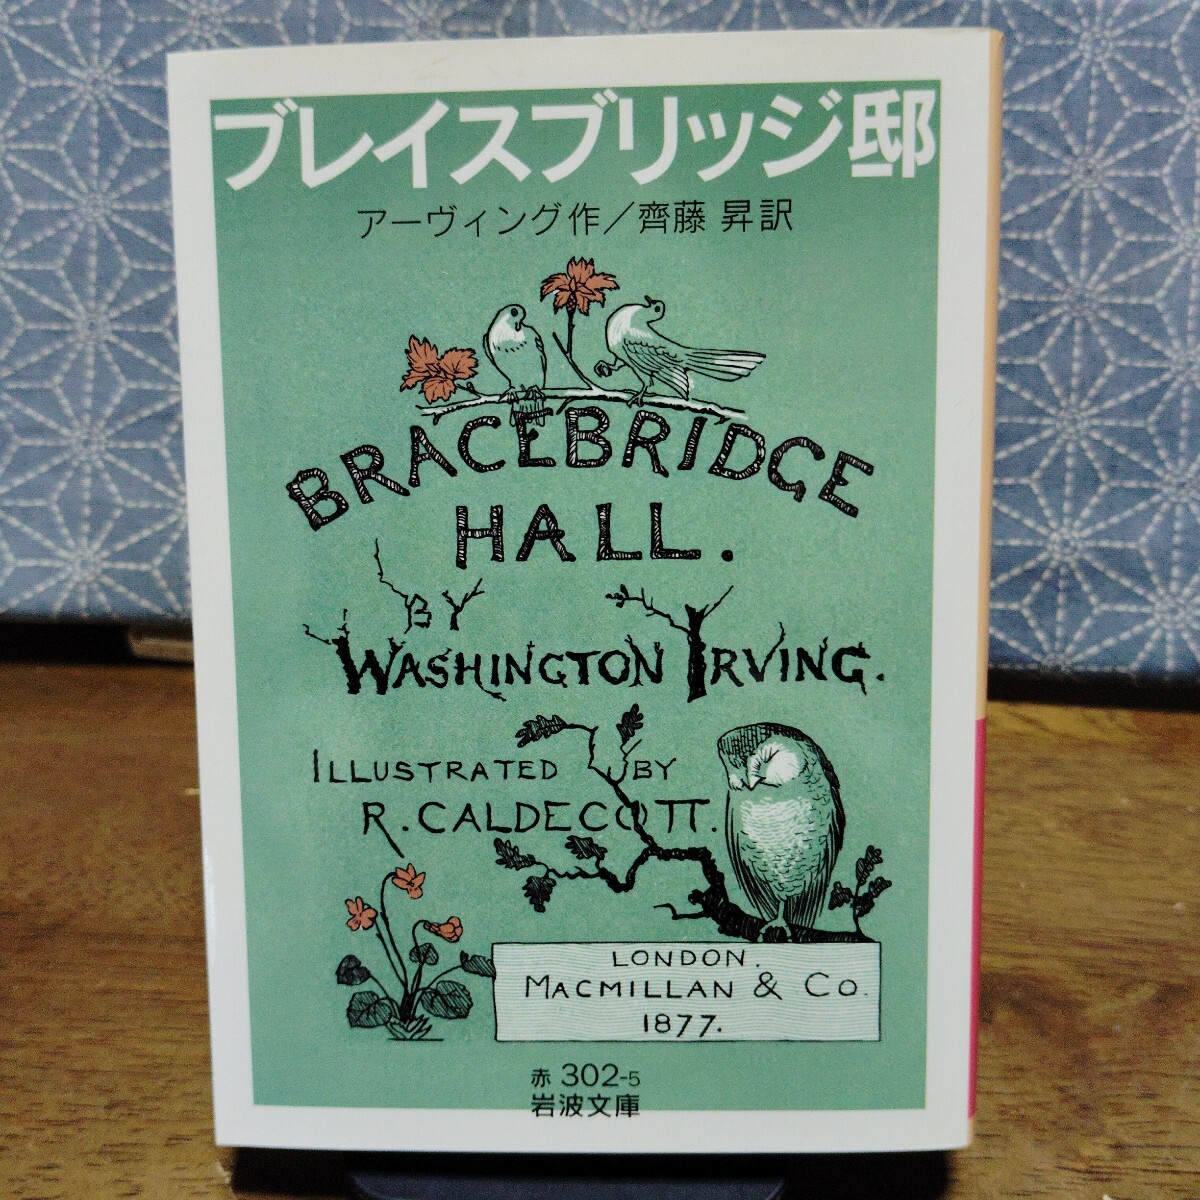 ブレイスブリッジ邸
アーヴィング作／齊藤 昇訳
BRACEBRIDGE
HALL.
BY
WASHINGTON IRVING.
ILLUSTRATED BY
R. CALDECOTT.
LONDON.
MACMILLAN & Co.
1877.
赤 302-5
岩波文庫